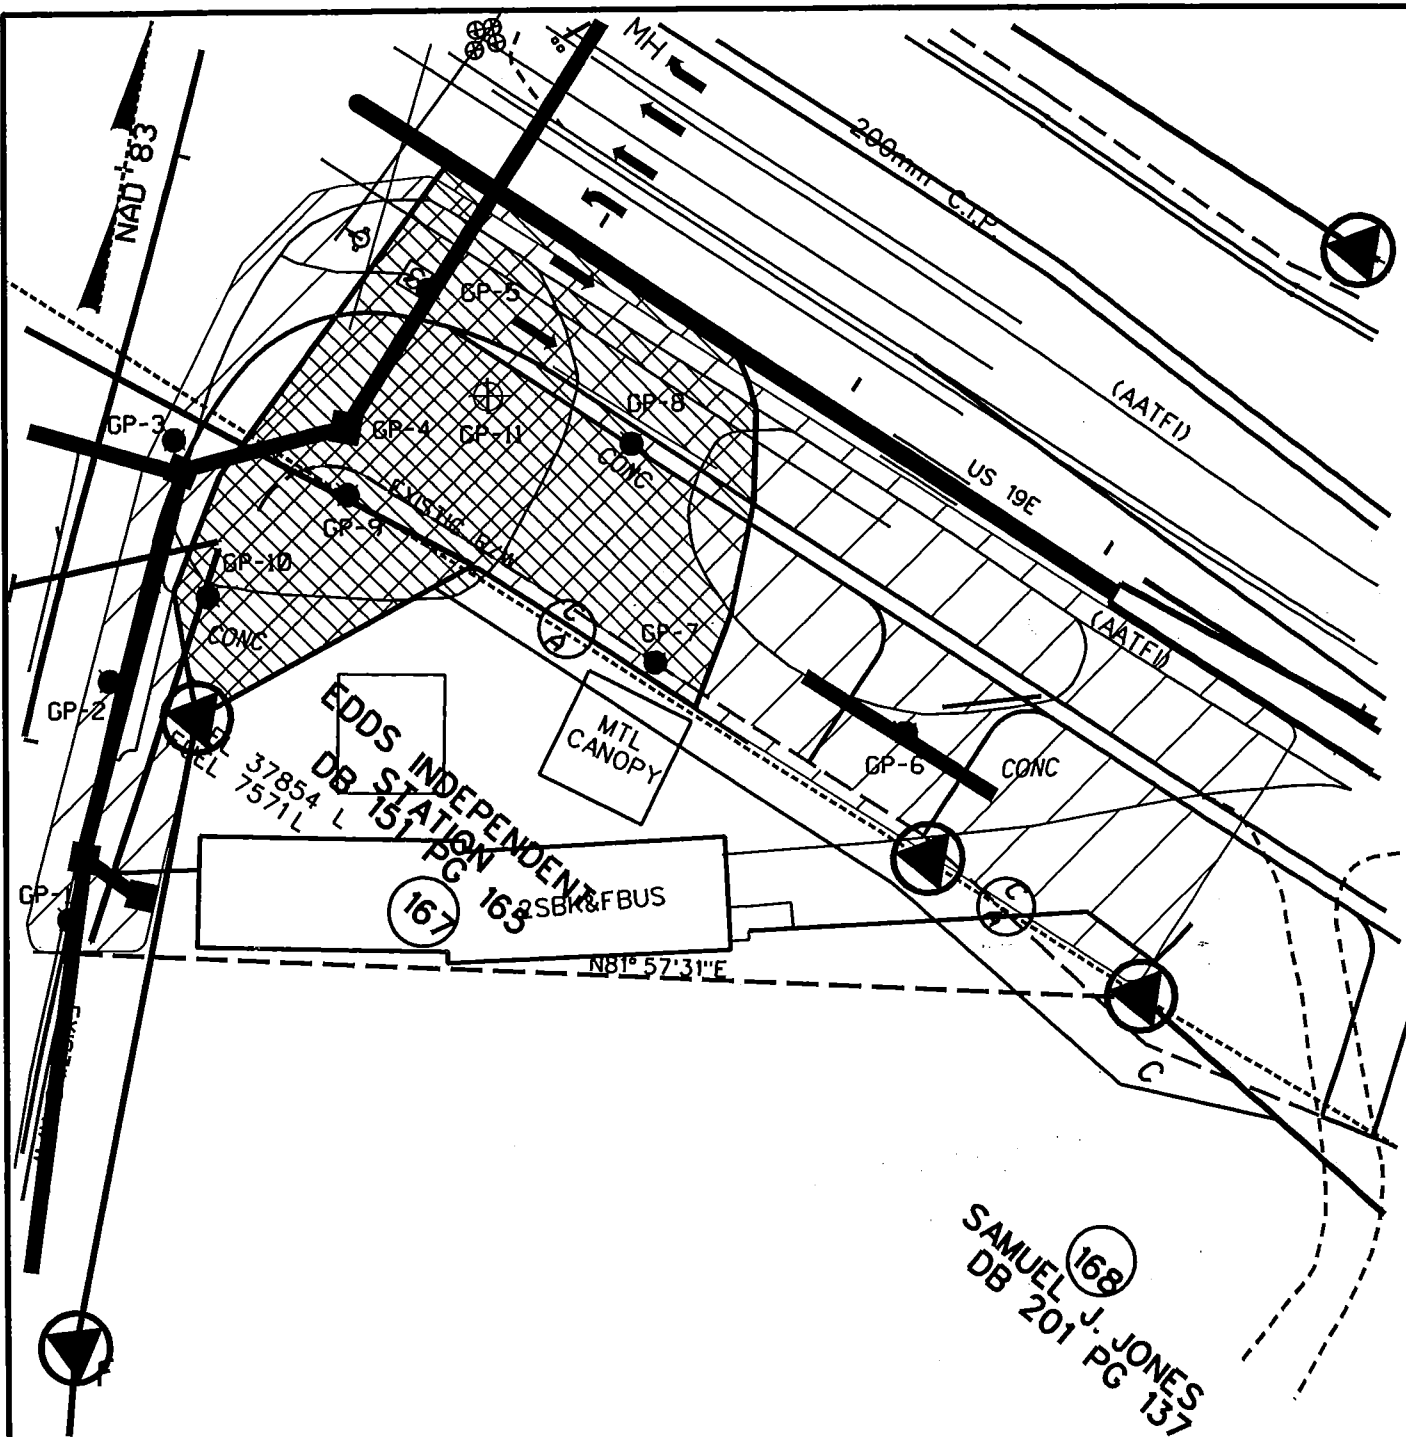 MH
NAD 83
200mm C.I.P.
GP-5
(AATFI)
GP-8
GP-3
GP-4
GP-11
CONC
US 19E
GP-9
EXISTIG R/W
GP-10
CONC
C
A
GP-7
(AATFI)
GP-2
MTL
CANOPY
GP-6
CONC
37854 L
7571 L
EDDS INDEPENDENT
STATION
DB 151 PG 165
GP-1
167
2SBK&FBUS
C
A
N81° 57'31"E
C
168
SAMUEL J. JONES
DB 201 PG 137